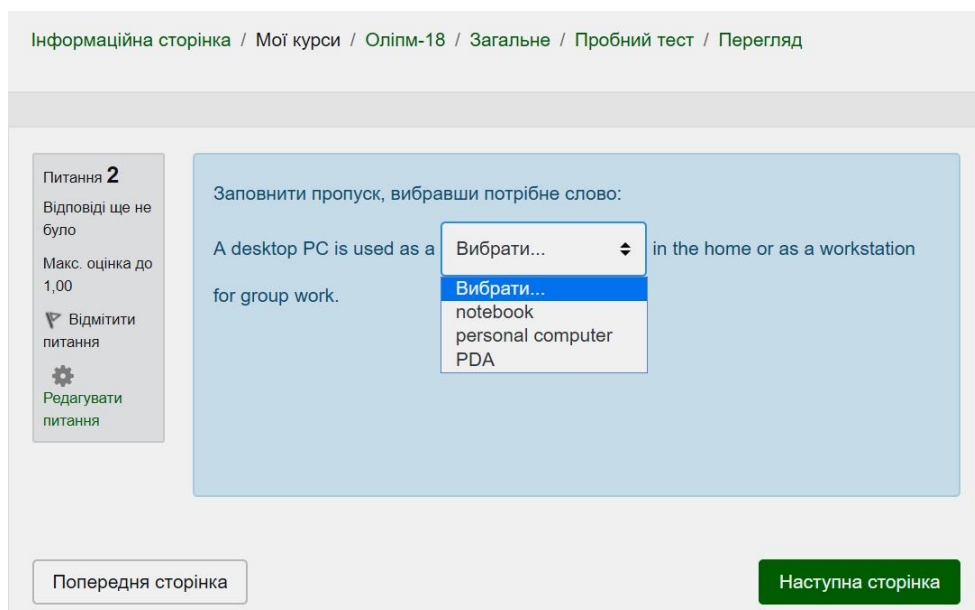 Інформаційна сторінка / Мої курси / Оліпм-18 / Загальне / Пробний тест / Перегляд
Питання 2
Відповіді ще не
було
Макс. оцінка до
1,00
Відмітити
питання
Редагувати
питання
Заповнити пропуск, вибравши потрібне слово:
A desktop PC is used as a Вибрати... in the home or as a workstation
for group work.
Вибрати...
notebook
personal computer
PDA
Попередня сторінка
Наступна сторінка